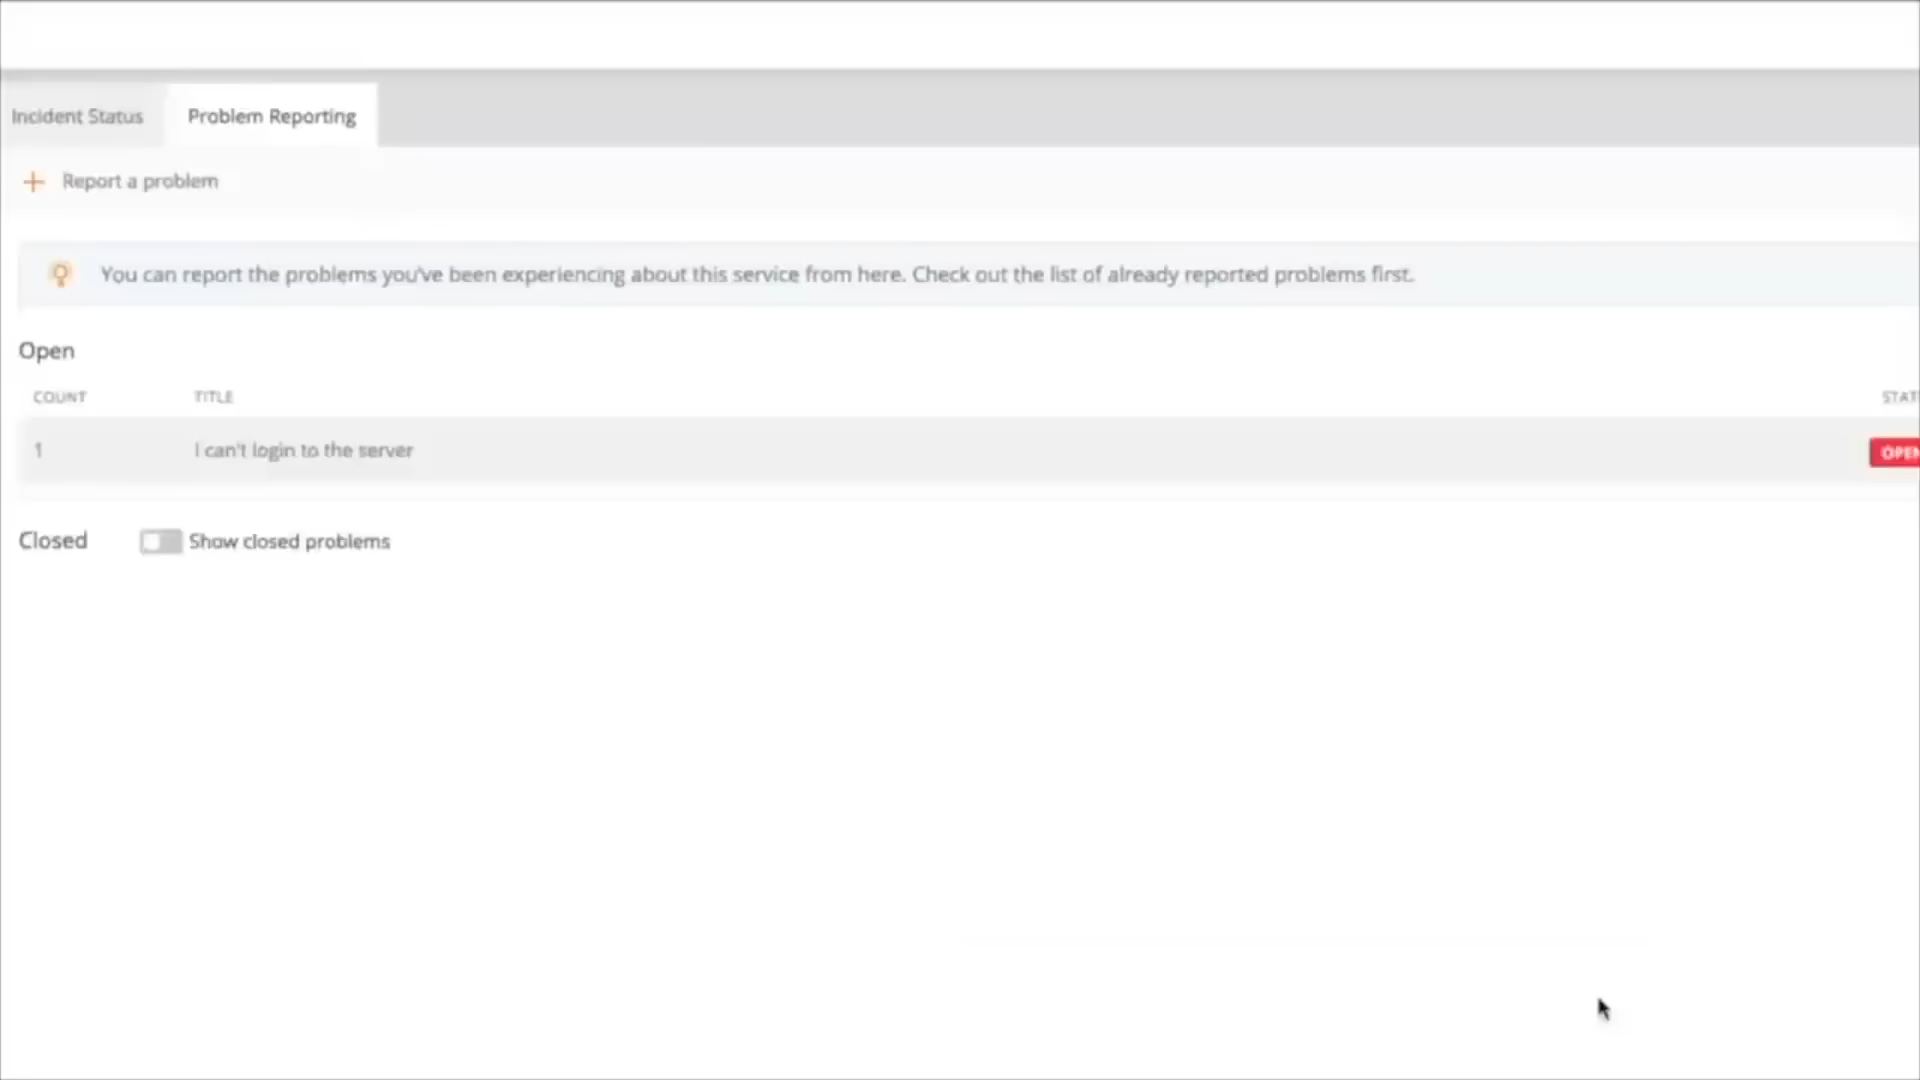 Incident Status Problem Reporting
Report a problem
You can report the problems you've been experiencing about this service from here. Check out the list of already reported problems first.
Open
COUNT TITLE
1 I can't login to the server OPEN
Closed Show closed problems